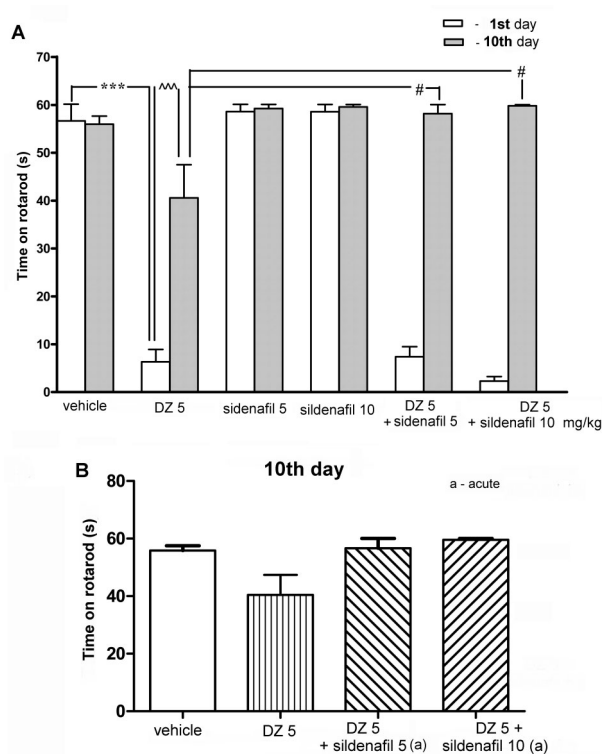 A
- 1st day
- 10th day
Time on rotarod (s)
70
60
50
40
30
20
10
0
***
^^^
#
#
vehicle
DZ 5
sidenafil 5
sildenafil 10
DZ 5
+ sidenafil 5
DZ 5
+ sildenafil 10 mg/kg
B
10th day
a - acute
Time on rotarod (s)
80
60
40
20
0
vehicle
DZ 5
DZ 5
+ sildenafil 5 (a)
DZ 5 +
sildenafil 10 (a)